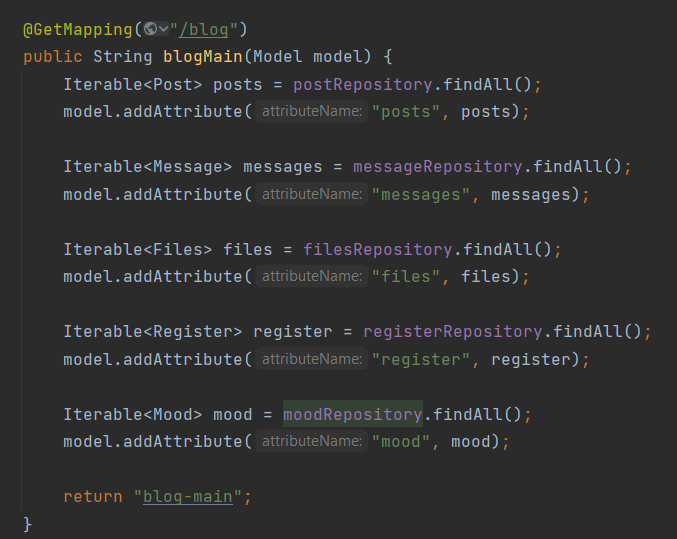 @GetMapping("/blog")
public String blogMain(Model model) {
Iterable<Post> posts = postRepository.findAll();
model.addAttribute( attributeName: "posts", posts);
Iterable<Message> messages = messageRepository.findAll();
model.addAttribute( attributeName: "messages", messages);
Iterable<Files> files = filesRepository.findAll();
model.addAttribute( attributeName: "files", files);
Iterable<Register> register = registerRepository.findAll();
model.addAttribute( attributeName: "register", register);
Iterable<Mood> mood = moodRepository.findAll();
model.addAttribute( attributeName: "mood", mood);
return "blog-main";
}